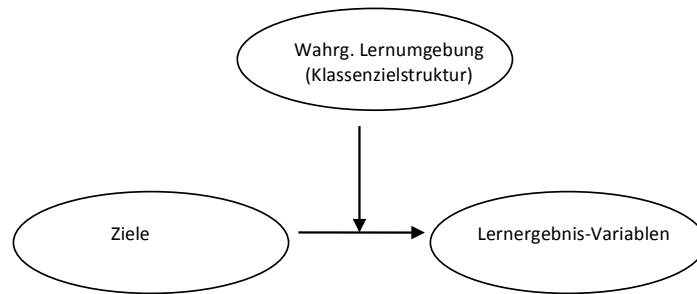 Wahrg. Lernumgebung
(Klassenzielstruktur)
Ziele
Lernergebnis-Variablen